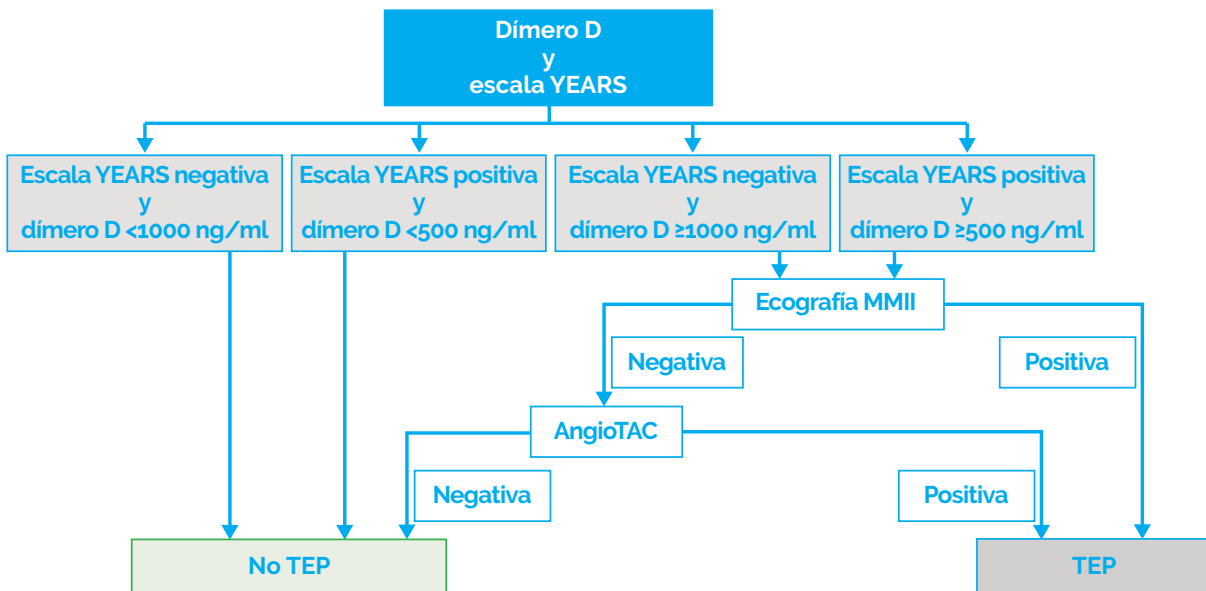 Dímero D
y
escala YEARS
Escala YEARS negativa
y
dímero D <1000 ng/ml
Escala YEARS positiva
y
dímero D <500 ng/ml
Escala YEARS negativa
y
dímero D ≥1000 ng/ml
Escala YEARS positiva
y
dímero D ≥500 ng/ml
Ecografía MMII
Negativa
Positiva
AngioTAC
Negativa
Positiva
No TEP
TEP